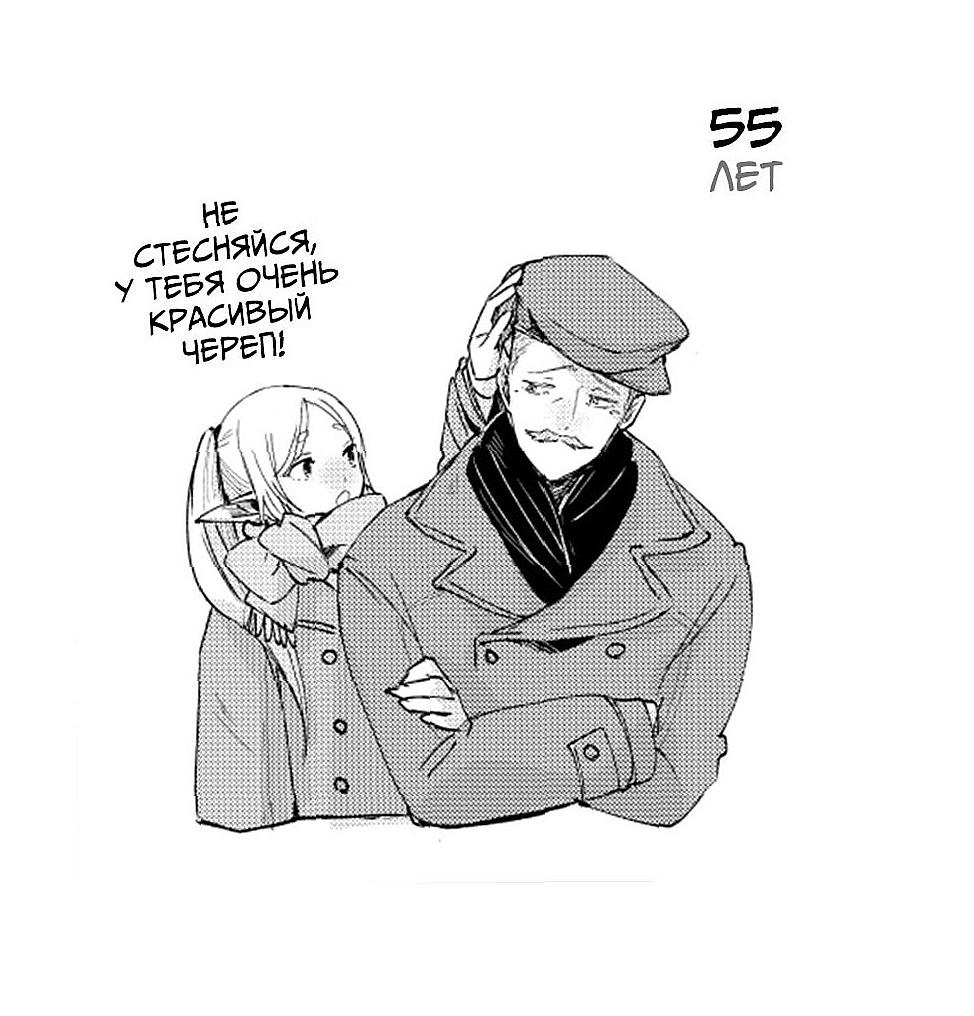 55
ЛЕТ
НЕ
СТЕСНЯЙСЯ,
У ТЕБЯ ОЧЕНЬ
КРАСИВЫЙ
ЧЕРЕП!